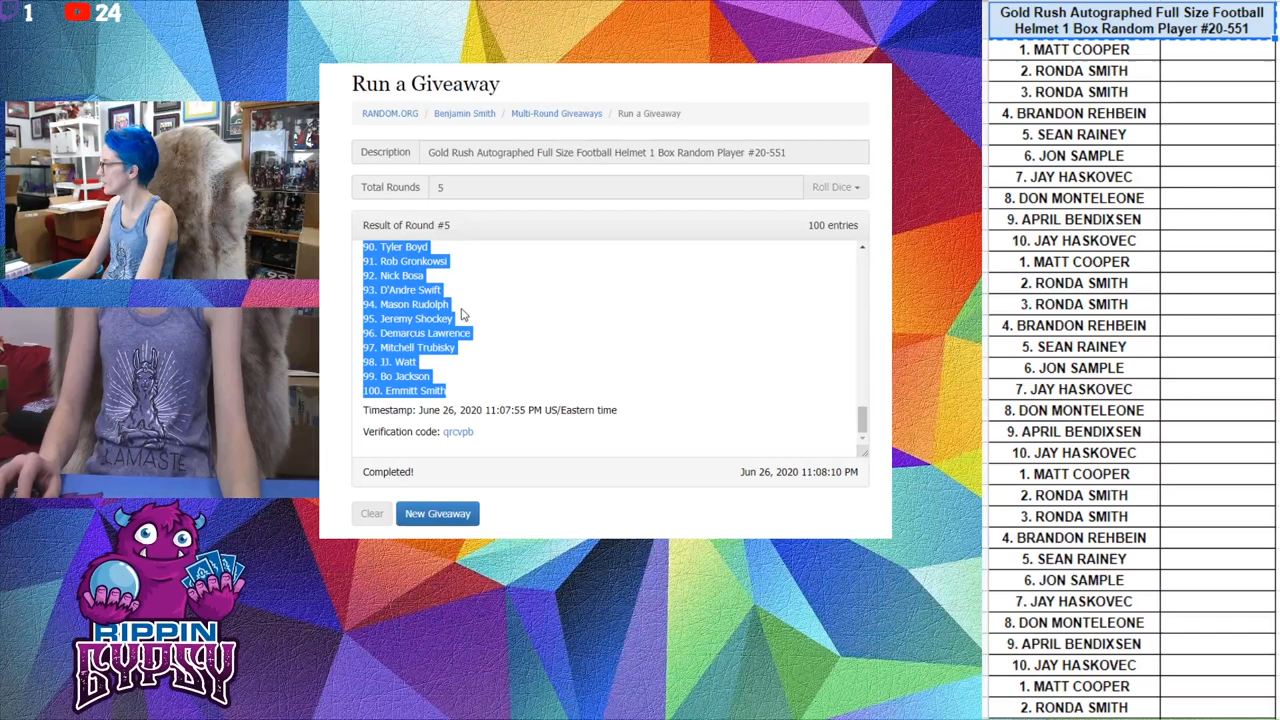 1
24
Run a Giveaway
RANDOM.ORG / Benjamin Smith / Multi-Round Giveaways / Run a Giveaway
Description Gold Rush Autographed Full Size Football Helmet 1 Box Random Player #20-551
Total Rounds 5 Roll Dice
Result of Round #5 100 entries
90. Tyler Boyd
91. Rob Gronkowsi
92. Nick Bosa
93. D'Andre Swift
94. Mason Rudolph
95. Jeremy Shockey
96. Demarcus Lawrence
97. Mitchell Trubisky
98. J.J. Watt
99. Bo Jackson
100. Emmitt Smith
Timestamp: June 26, 2020 11:07:55 PM US/Eastern time
Verification code: qrcvpb
Completed! Jun 26, 2020 11:08:10 PM
Clear New Giveaway
LAMASTE
RIPPIN
GYPSY
Gold Rush Autographed Full Size Football
Helmet 1 Box Random Player #20-551
1. MATT COOPER
2. RONDA SMITH
3. RONDA SMITH
4. BRANDON REHBEIN
5. SEAN RAINEY
6. JON SAMPLE
7. JAY HASKOVEC
8. DON MONTELEONE
9. APRIL BENDIXSEN
10. JAY HASKOVEC
1. MATT COOPER
2. RONDA SMITH
3. RONDA SMITH
4. BRANDON REHBEIN
5. SEAN RAINEY
6. JON SAMPLE
7. JAY HASKOVEC
8. DON MONTELEONE
9. APRIL BENDIXSEN
10. JAY HASKOVEC
1. MATT COOPER
2. RONDA SMITH
3. RONDA SMITH
4. BRANDON REHBEIN
5. SEAN RAINEY
6. JON SAMPLE
7. JAY HASKOVEC
8. DON MONTELEONE
9. APRIL BENDIXSEN
10. JAY HASKOVEC
1. MATT COOPER
2. RONDA SMITH